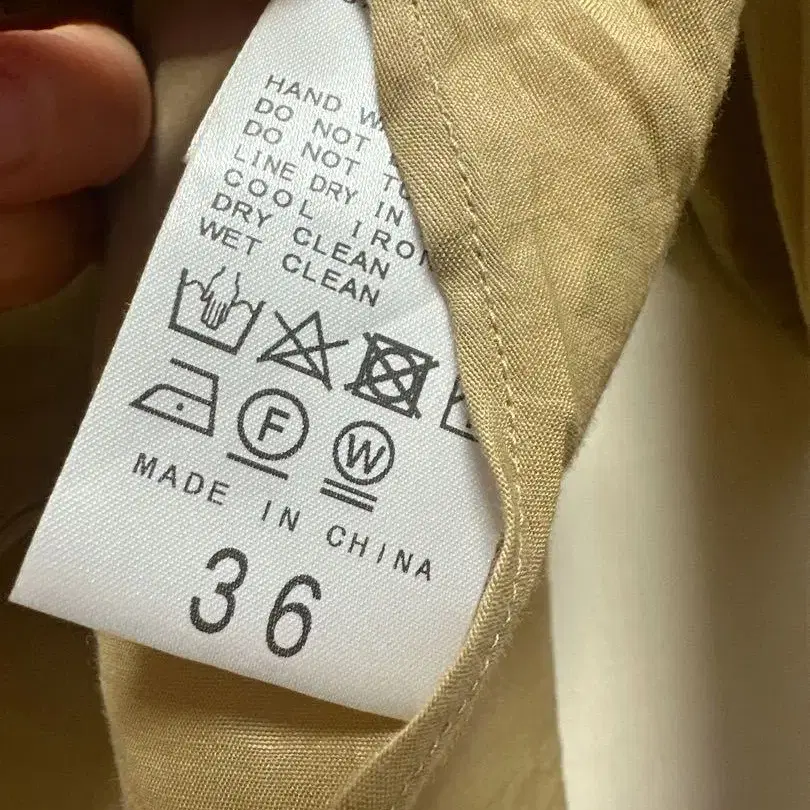 HAND
DO NOT
DO NOT
LINE DRY IN
COOL IRON
DRY CLEAN
WET CLEAN
F
W
MADE IN CHINA
36